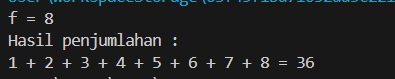 f = 8
Hasil penjumlahan :
1 + 2 + 3 + 4 + 5 + 6 + 7 + 8 = 36